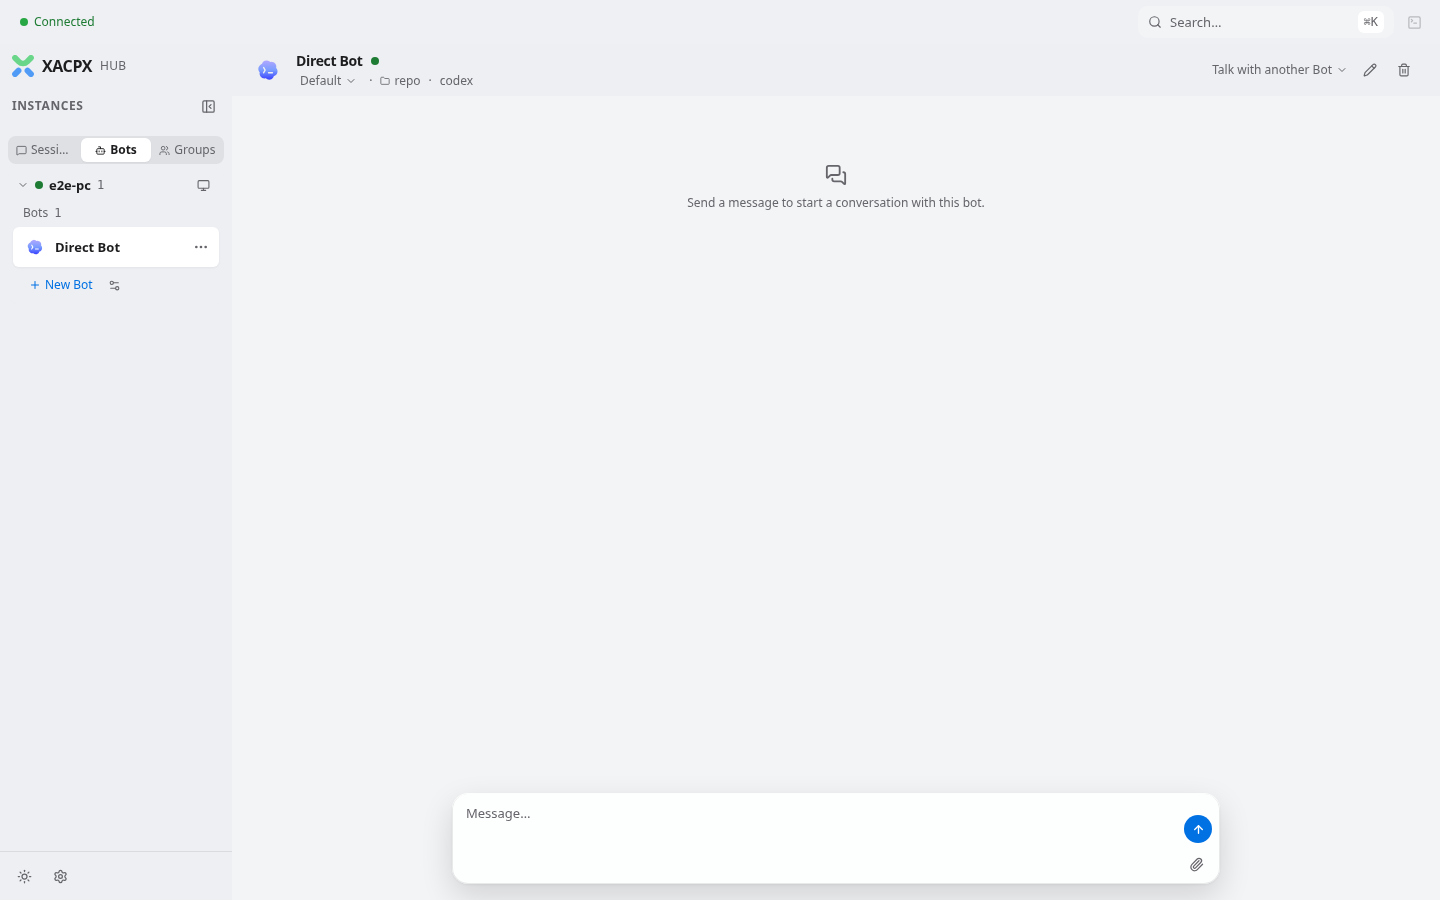 Connected
Search...
⌘K
XACPX HUB
INSTANCES
Sessi...
Bots
Groups
e2e-pc 1
Bots 1
Direct Bot
New Bot
Direct Bot
Default · repo · codex
Talk with another Bot
Send a message to start a conversation with this bot.
Message...